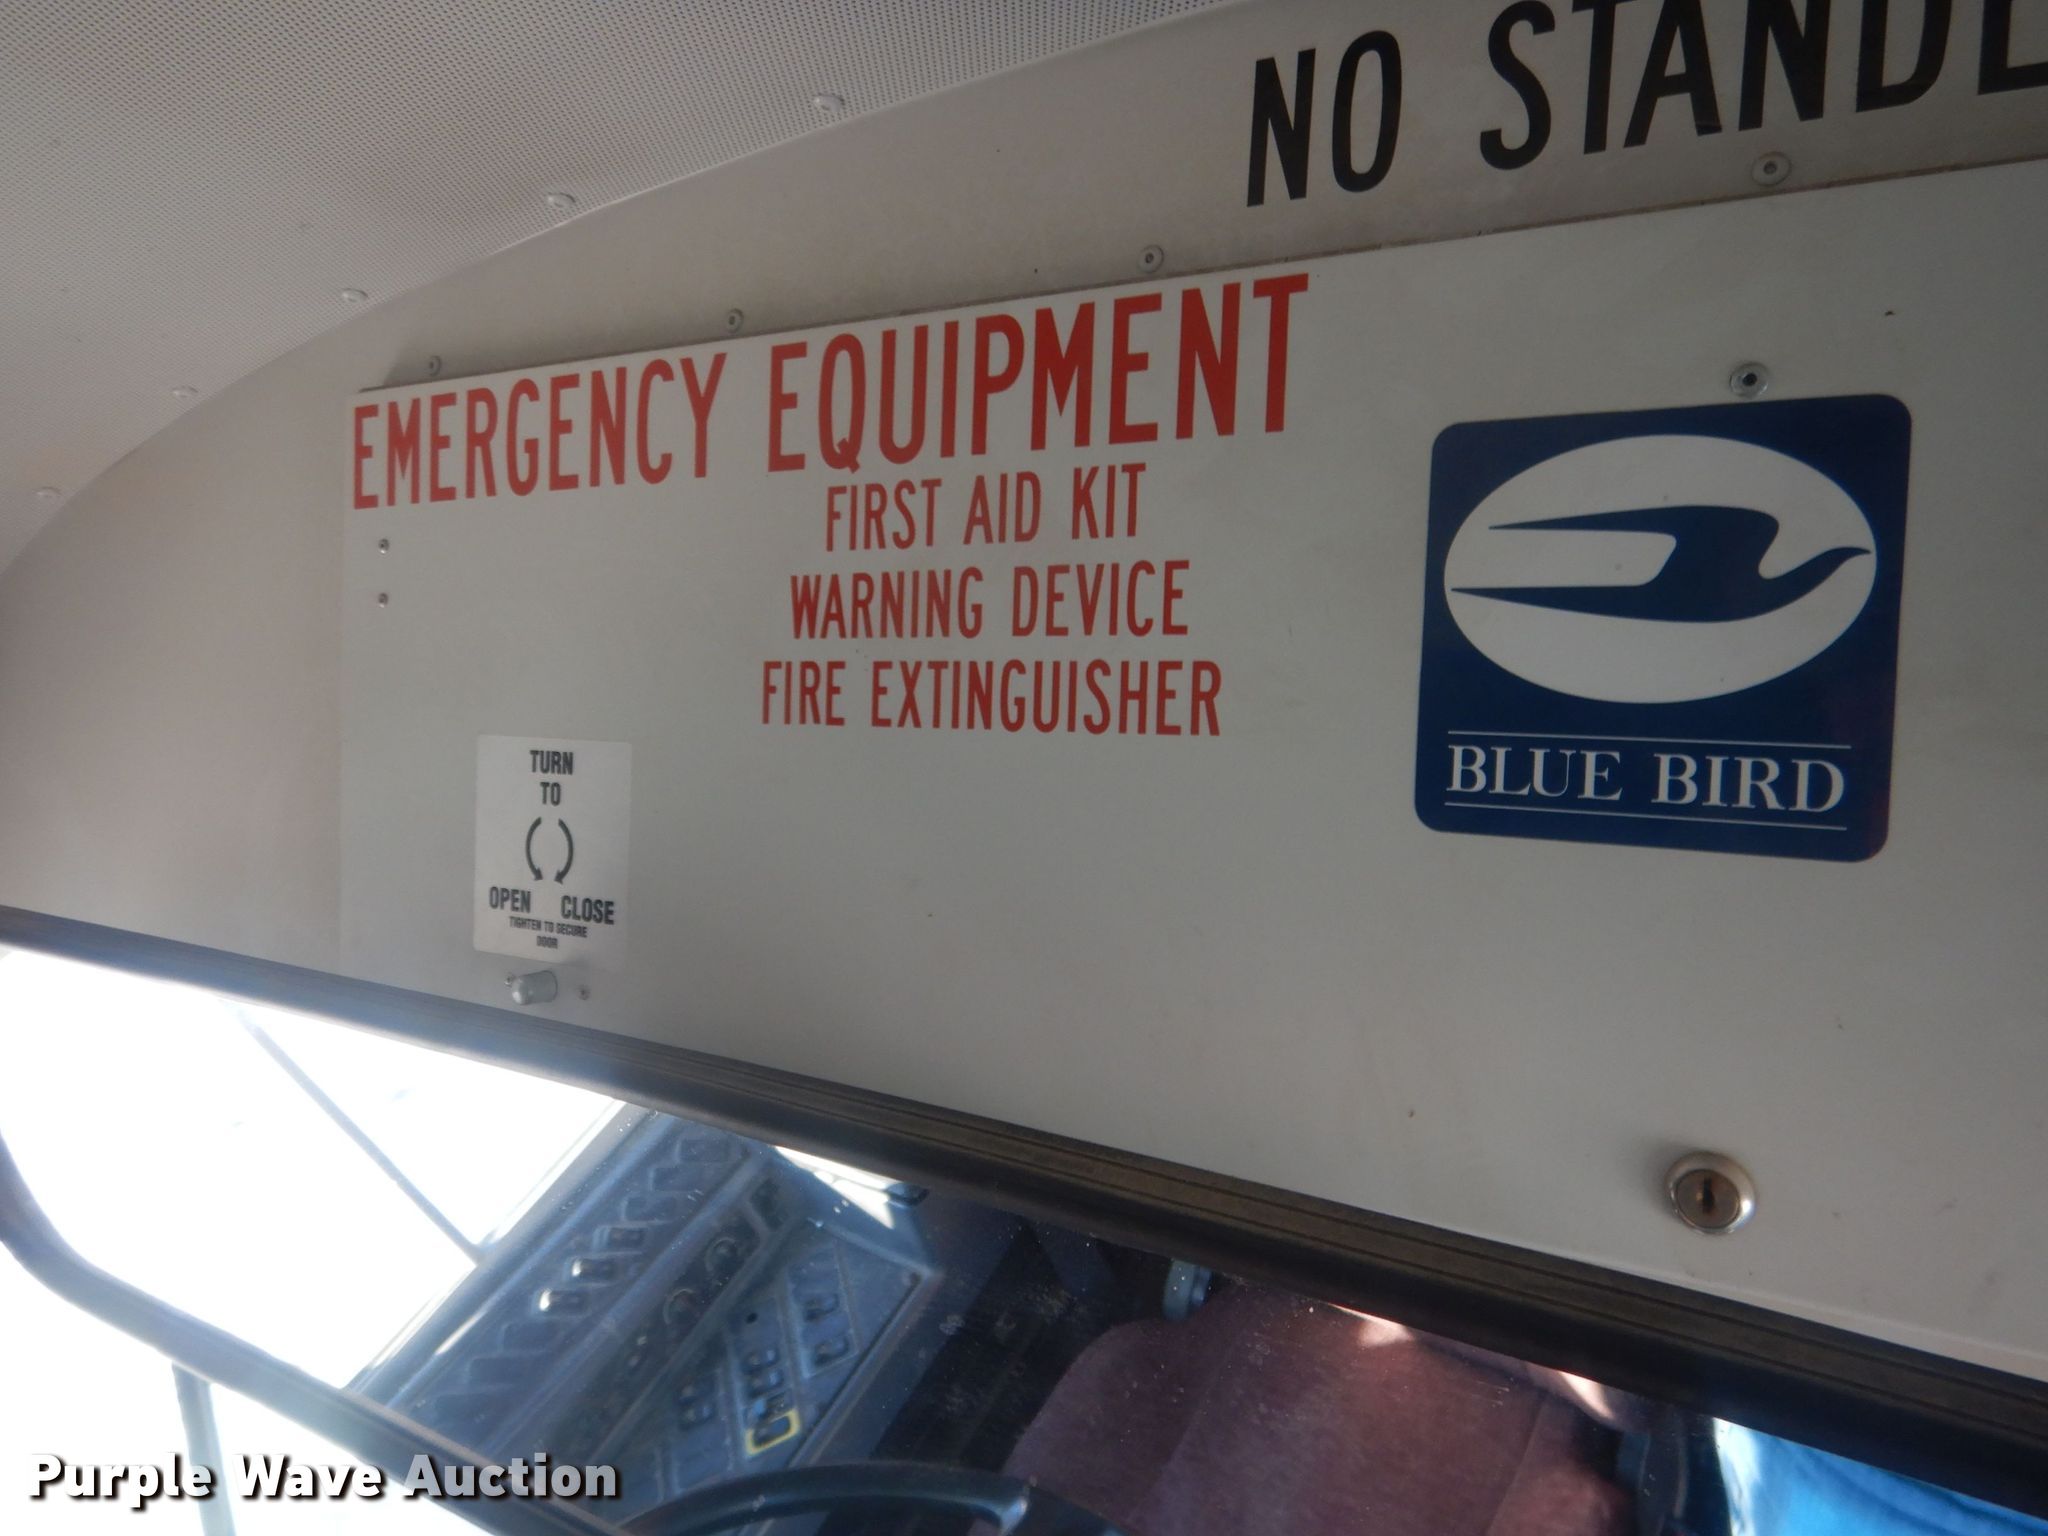 NO STANDE
EMERGENCY EQUIPMENT
FIRST AID KIT
WARNING DEVICE
FIRE EXTINGUISHER
BLUE BIRD
TURN
TO
OPEN CLOSE
TIGHTEN TO SECURE
DOOR
Purple Wave Auction